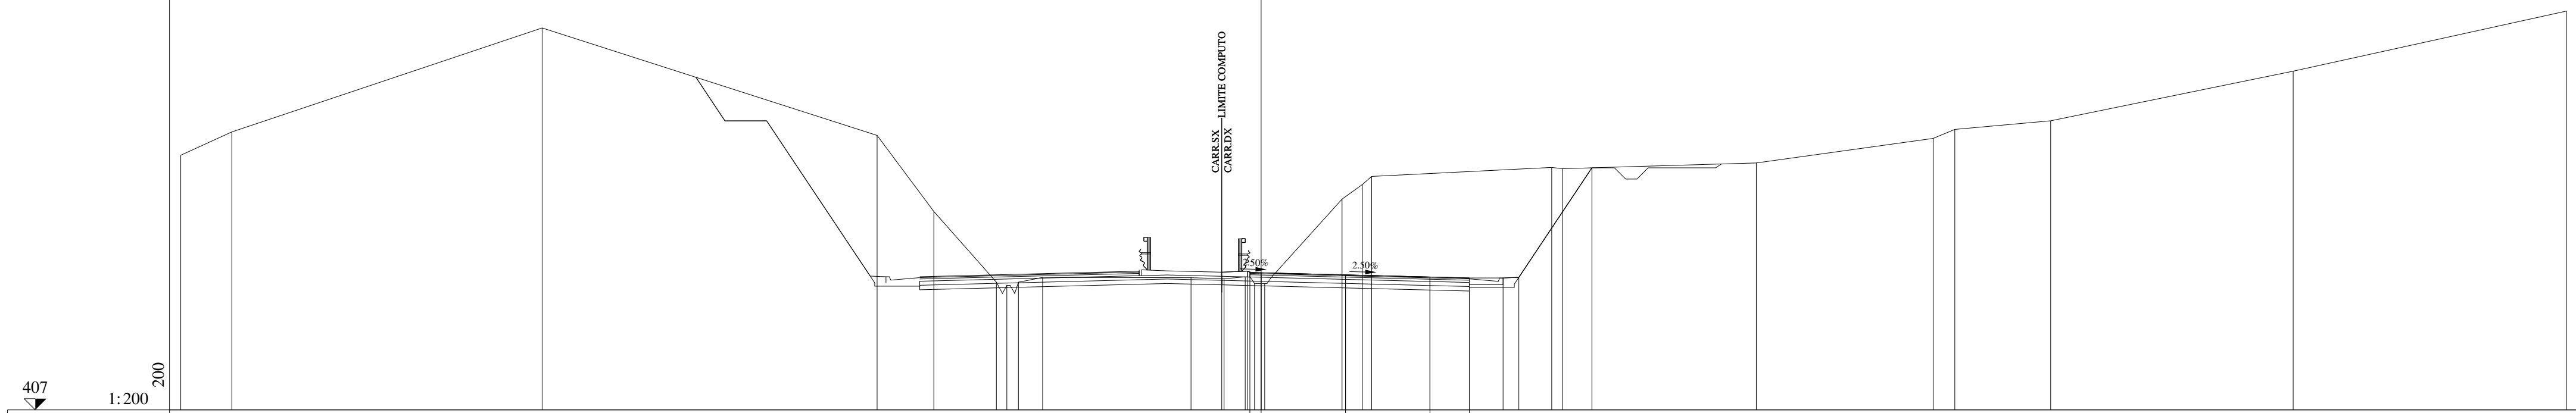 LIMITE COMPUTO
CARR.SX
CARR.DX
2.50%
2.50%
200
407
1:200